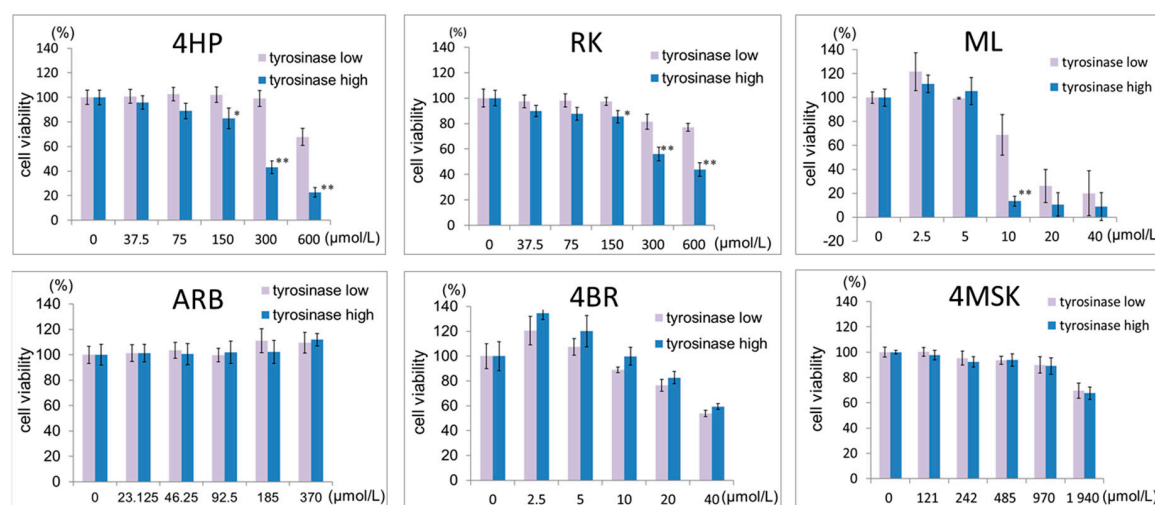 (%)
4HP
tyrosinase low
tyrosinase high
cell viability
140
120
100
80
60
40
20
0
*
**
**
0 37.5 75 150 300 600 (μmol/L)
(%)
RK
tyrosinase low
tyrosinase high
cell viability
140
120
100
80
60
40
20
0
*
**
**
0 37.5 75 150 300 600 (μmol/L)
(%)
ML
tyrosinase low
tyrosinase high
cell viability
140
120
100
80
60
40
20
0
-20
**
0 2.5 5 10 20 40 (μmol/L)
(%)
ARB
tyrosinase low
tyrosinase high
cell viability
140
120
100
80
60
40
20
0
0 23.125 46.25 92.5 185 370 (μmol/L)
(%)
4BR
tyrosinase low
tyrosinase high
cell viability
140
120
100
80
60
40
20
0
0 2.5 5 10 20 40 (μmol/L)
(%)
4MSK
tyrosinase low
tyrosinase high
cell viability
140
120
100
80
60
40
20
0
0 121 242 485 970 1 940 (μmol/L)